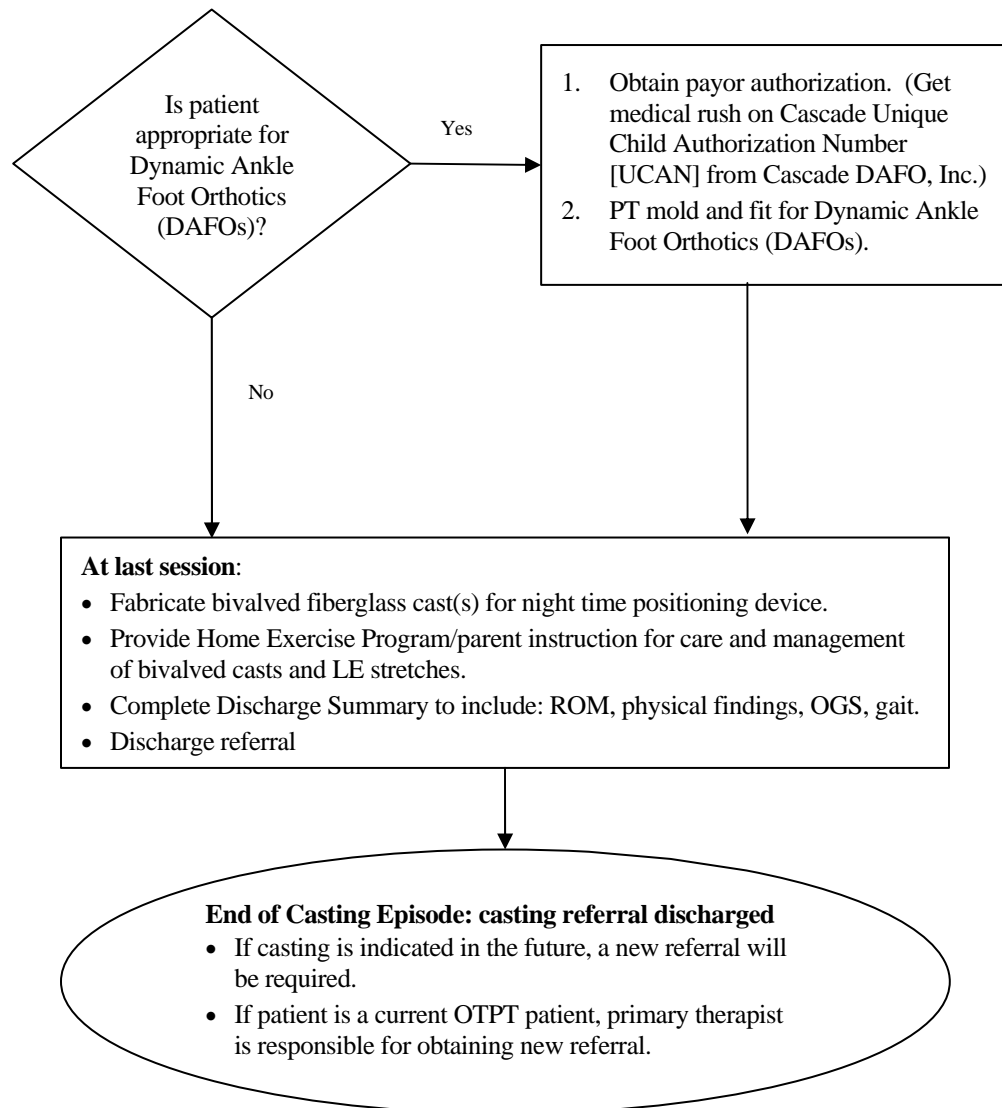 Is patient
appropriate for
Dynamic Ankle
Foot Orthotics
(DAFOs)?
Yes
1. Obtain payor authorization. (Get
medical rush on Cascade Unique
Child Authorization Number
[UCAN] from Cascade DAFO, Inc.)
2. PT mold and fit for Dynamic Ankle
Foot Orthotics (DAFOs).
No
At last session:
• Fabricate bivalved fiberglass cast(s) for night time positioning device.
• Provide Home Exercise Program/parent instruction for care and management
of bivalved casts and LE stretches.
• Complete Discharge Summary to include: ROM, physical findings, OGS, gait.
• Discharge referral
End of Casting Episode: casting referral discharged
• If casting is indicated in the future, a new referral will
be required.
• If patient is a current OTPT patient, primary therapist
is responsible for obtaining new referral.